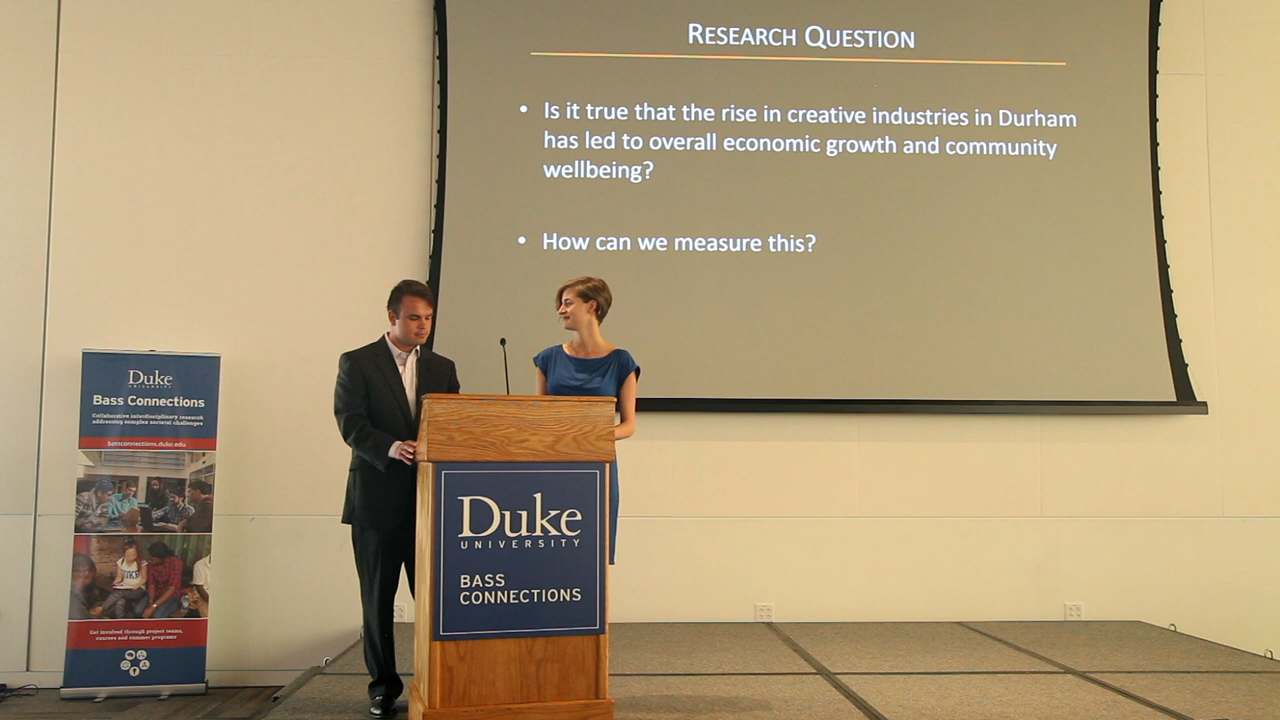 RESEARCH QUESTION
• Is it true that the rise in creative industries in Durham
has led to overall economic growth and community
wellbeing?
• How can we measure this?
Duke
UNIVERSITY
Bass Connections
Collaborative interdisciplinary research
addressing complex societal challenges
bassconnections.duke.edu
DUKE
Get involved through project teams,
courses and summer programs
Duke
UNIVERSITY
BASS
CONNECTIONS